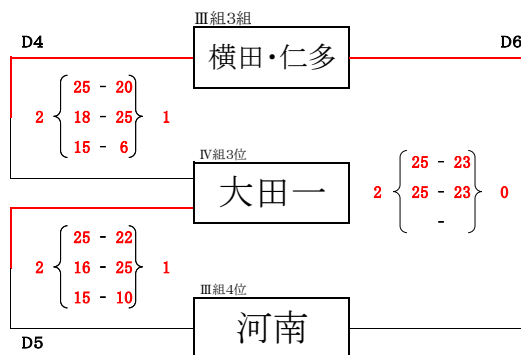 Ⅲ組3組
D4 D6
横田・仁多
25 - 20
2 18 - 25 1
15 - 6
Ⅳ組3位
大田一
25 - 23
2 25 - 23 0
-
25 - 22
2 16 - 25 1
15 - 10
Ⅲ組4位
河南
D5